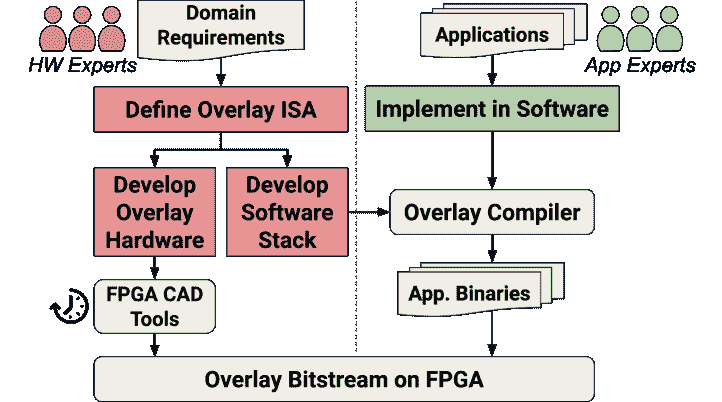 Domain
Requirements
HW Experts
Define Overlay ISA
Develop
Overlay
Hardware
Develop
Software
Stack
FPGA CAD
Tools
Applications
App Experts
Implement in Software
Overlay Compiler
App. Binaries
Overlay Bitstream on FPGA